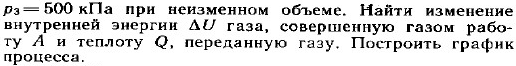 p₃=500 кПа при неизменном объеме. Найти изменение
внутренней энергии ΔU газа, совершенную газом рабо-
ту A и теплоту Q, переданную газу. Построить график
процесса.